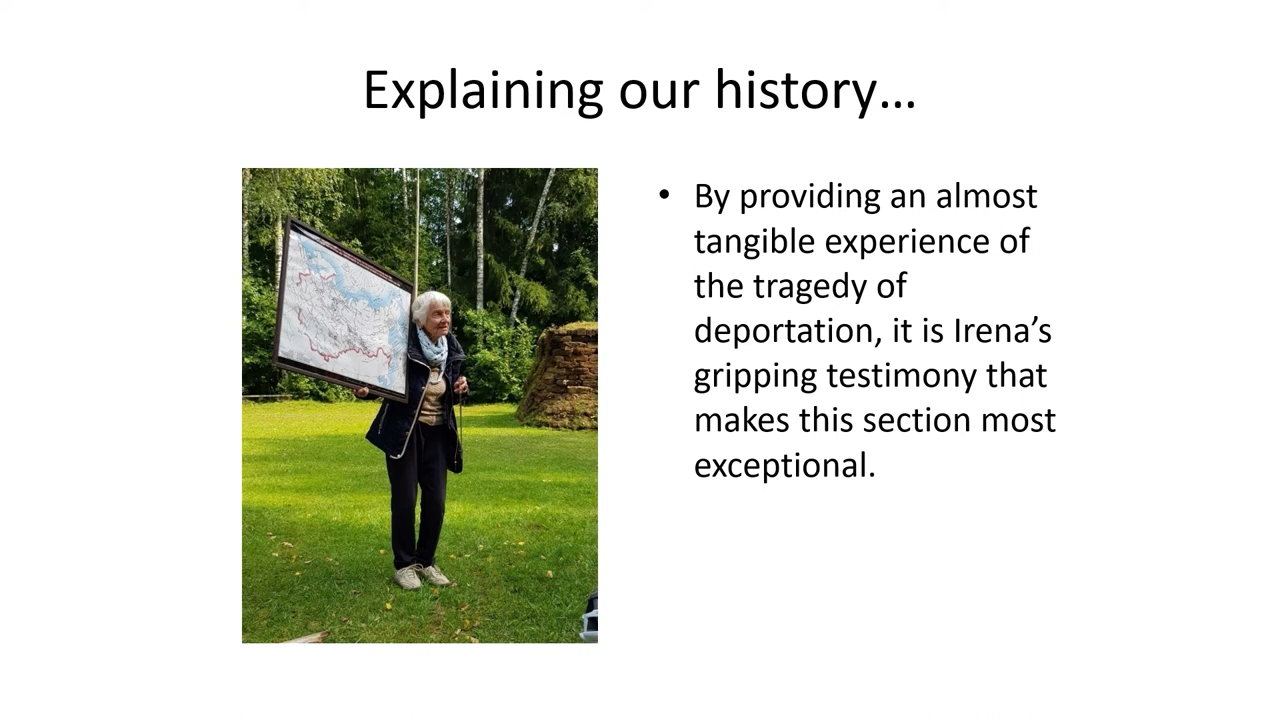 Explaining our history…
• By providing an almost
tangible experience of
the tragedy of
deportation, it is Irena’s
gripping testimony that
makes this section most
exceptional.